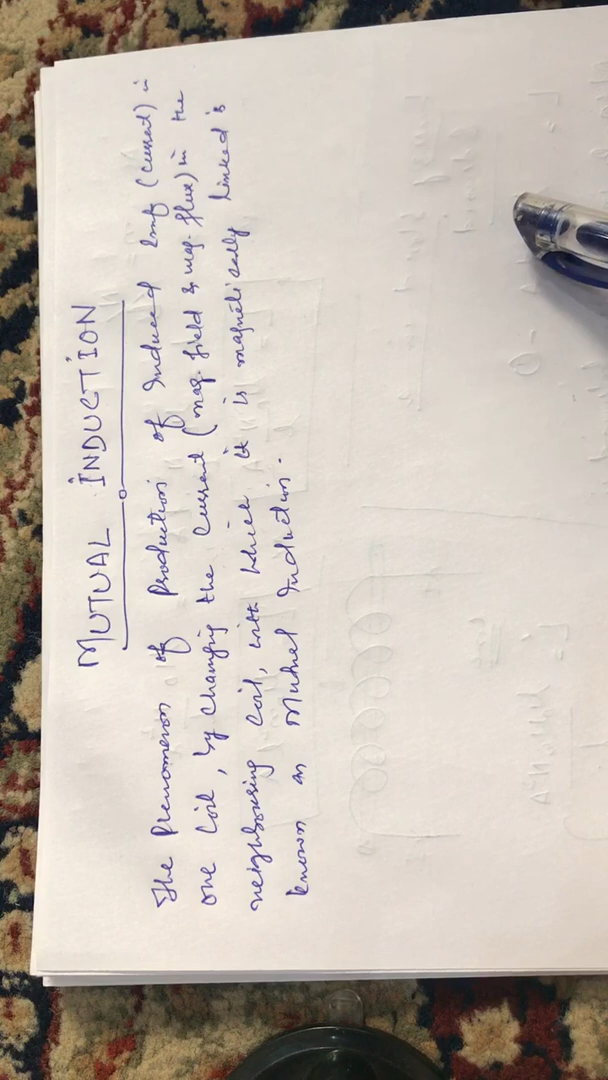 MUTUAL INDUCTION
The Phenomenon of Production of Induced Emf (current) in
one Coil, by changing the current (mag. field & mag. flux) in the
neighbouring Coil, with which it is magnetically linked is
known as Mutual Induction.